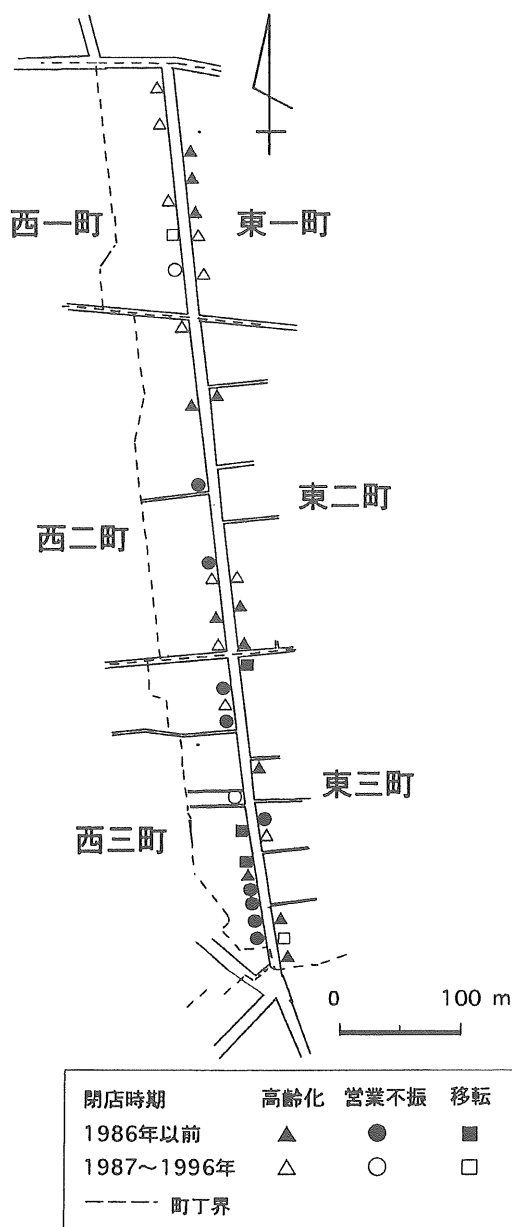 西一町
東一町
東二町
西二町
東三町
西三町
0 100 m
閉店時期 高齢化 営業不振 移転
1986年以前 ▲ ● ■
1987～1996年 △ ○ □
町丁界